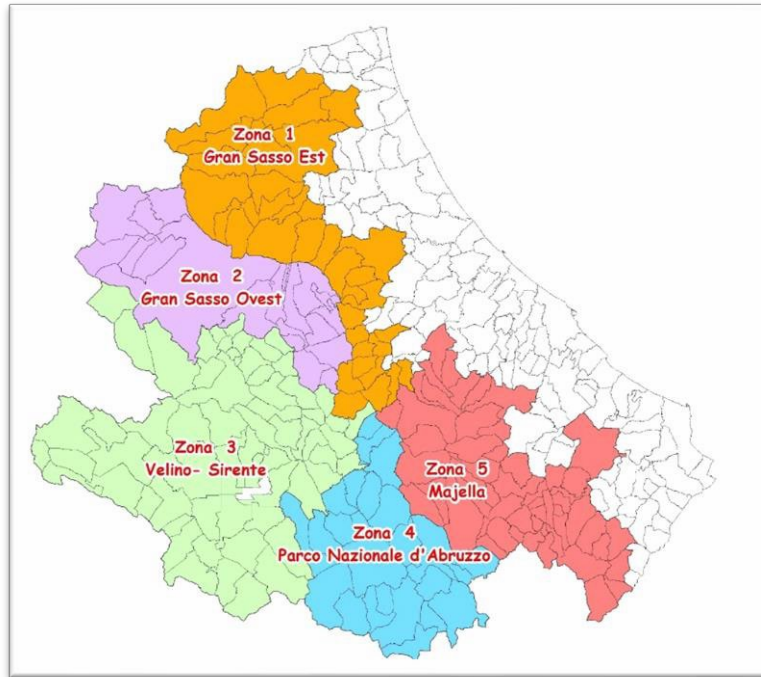 Zona 1
Gran Sasso Est
Zona 2
Gran Sasso Ovest
Zona 3
Velino- Sirente
Zona 5
Majella
Zona 4
Parco Nazionale d'Abruzzo